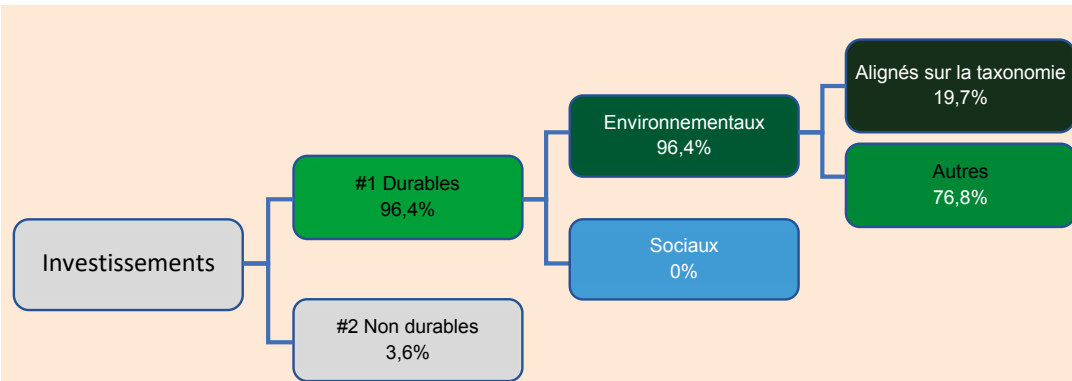 Investissements
#1 Durables
96,4%
#2 Non durables
3,6%
Environnementaux
96,4%
Sociaux
0%
Alignés sur la taxonomie
19,7%
Autres
76,8%